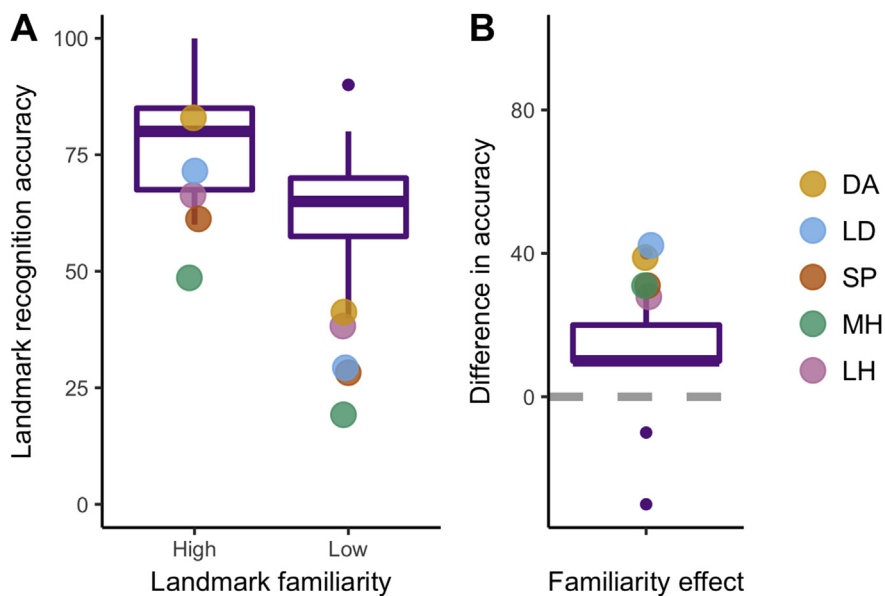 A
B
Landmark recognition accuracy
100
75
50
25
0
High
Low
Landmark familiarity
Difference in accuracy
80
40
0
Familiarity effect
DA
LD
SP
MH
LH